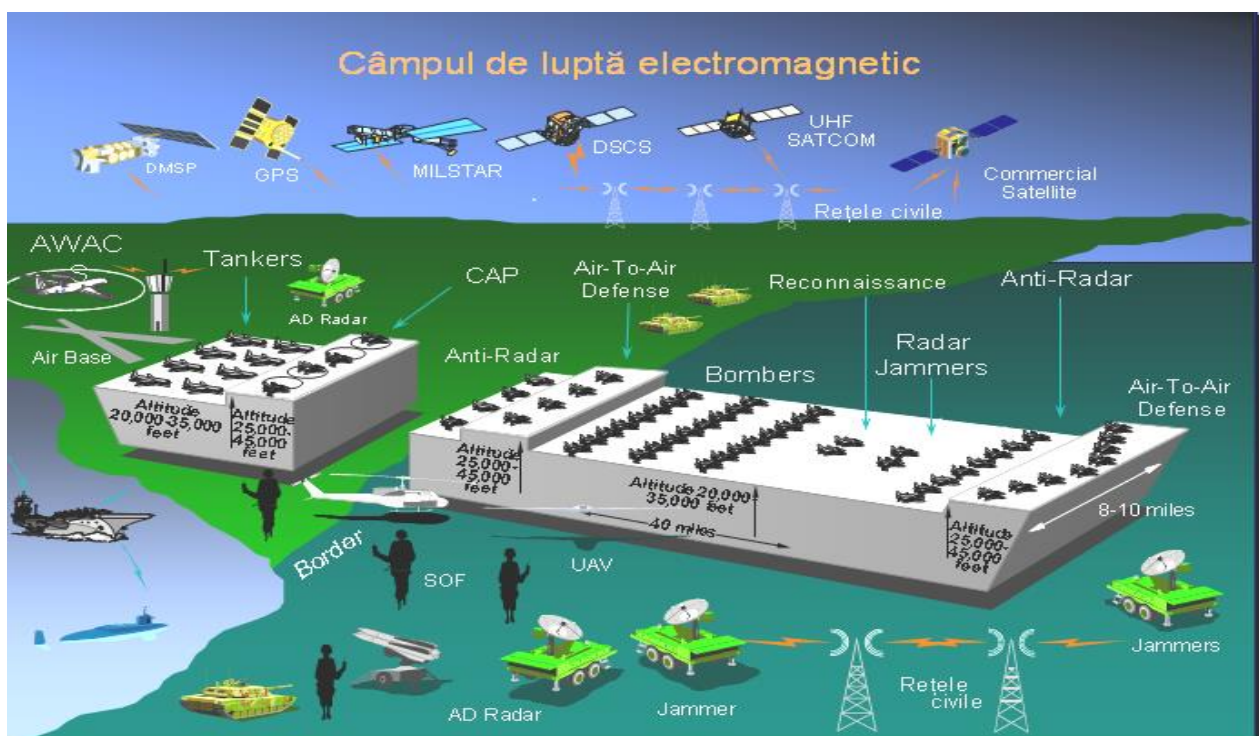 Câmpul de luptă electromagnetic
DMSP
GPS
MILSTAR
DSCS
UHF
SATCOM
Commercial
Satellite
Rețele civile
AWAC
S
Tankers
AD Radar
CAP
Air-To-Air
Defense
Reconnaissance
Anti-Radar
Air Base
Anti-Radar
Bombers
Radar
Jammers
Air-To-Air
Defense
Altitude
20,000-35,000
feet
Altitude
25,000-
45,000
feet
Altitude
25,000-
45,000
feet
Altitude 20,000-
35,000 feet
40 miles
Altitude
25,000-
45,000
feet
8-10 miles
Border
SOF
UAV
AD Radar
Jammer
Rețele
civile
Jammers